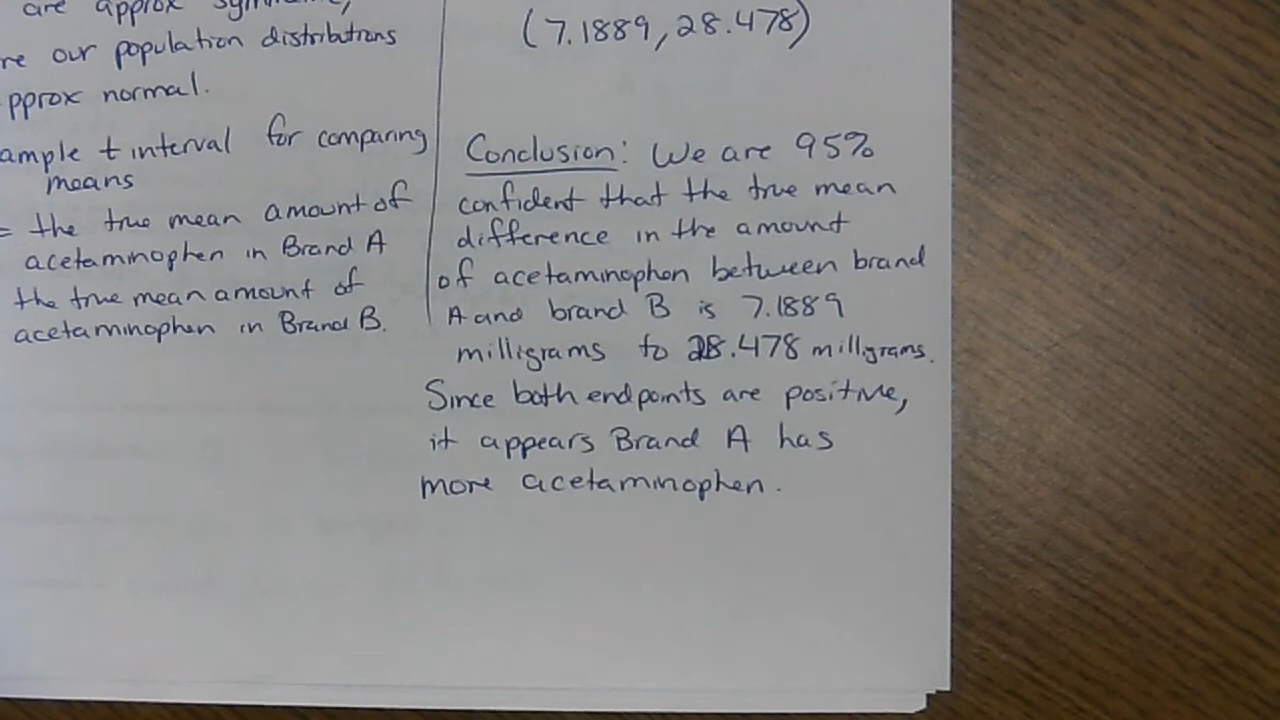 are approx
re our population distributions
pprox normal.
ample t interval for comparing
means
= the true mean amount of
acetaminophen in Brand A
the true mean amount of
acetaminophen in Brand B.
(7.1889, 28.478)
Conclusion: We are 95%
confident that the true mean
difference in the amount
of acetaminophen between brand
A and brand B is 7.1889
milligrams to 28.478 milligrams.
Since both endpoints are positive,
it appears Brand A has
more acetaminophen.